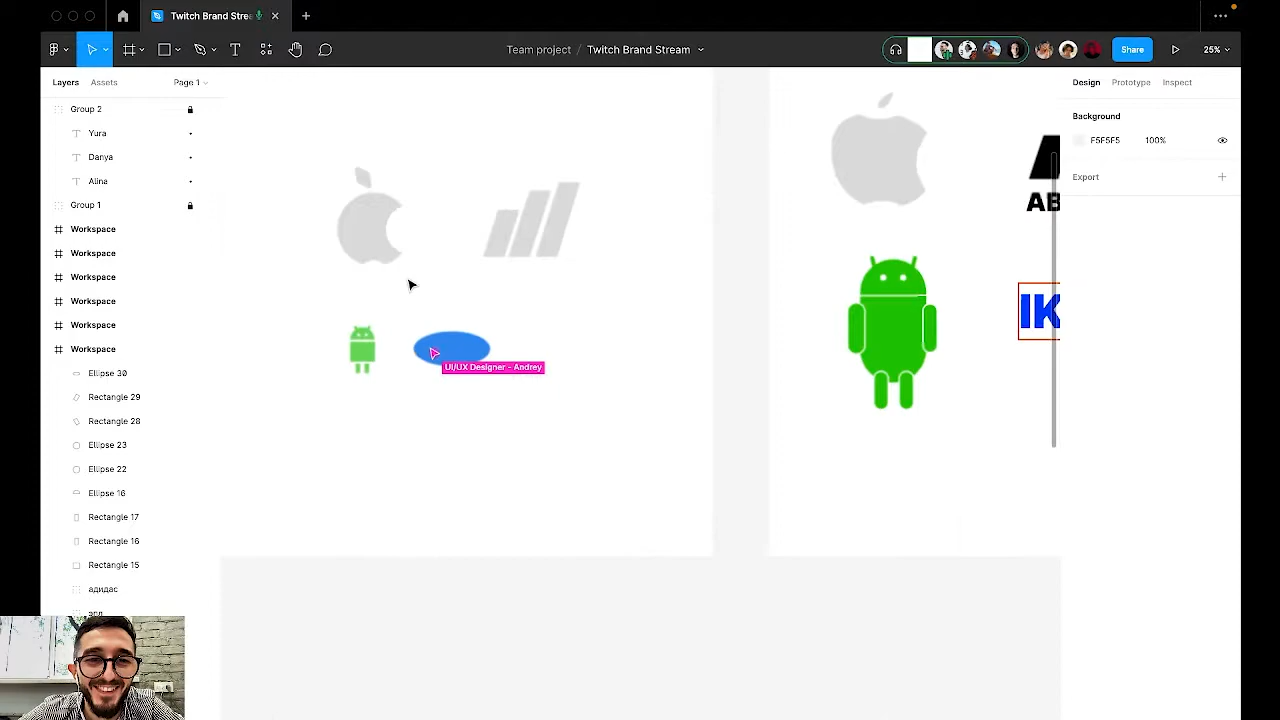 Twitch Brand Stre
Team project / Twitch Brand Stream
Share
25%
Layers
Assets
Page 1
Design
Prototype
Inspect
Group 2
Yura
Danya
Alina
Group 1
Workspace
Workspace
Workspace
Workspace
Workspace
Workspace
Ellipse 30
Rectangle 29
Rectangle 28
Ellipse 23
Ellipse 22
Ellipse 16
Rectangle 17
Rectangle 16
Rectangle 15
адидас
UI/UX Designer - Andrey
AB
IK
Background
F5F5F5
100%
Export